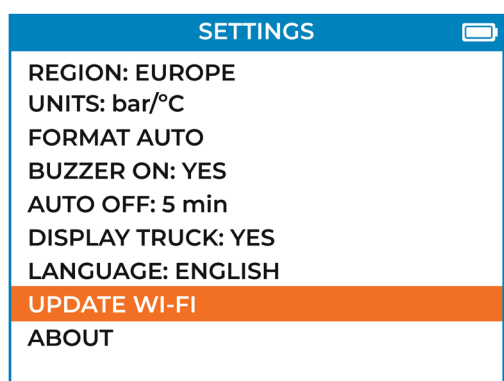 SETTINGS
REGION: EUROPE
UNITS: bar/ºC
FORMAT AUTO
BUZZER ON: YES
AUTO OFF: 5 min
DISPLAY TRUCK: YES
LANGUAGE: ENGLISH
UPDATE WI-FI
ABOUT